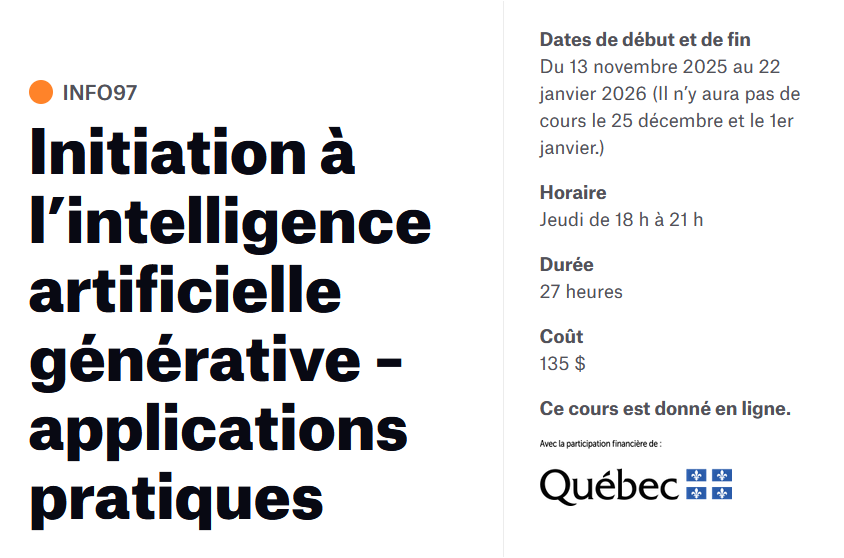 INFO97
Initiation à
l’intelligence
artificielle
générative –
applications
pratiques
Dates de début et de fin
Du 13 novembre 2025 au 22
janvier 2026 (Il n’y aura pas de
cours le 25 décembre et le 1er
janvier.)
Horaire
Jeudi de 18 h à 21 h
Durée
27 heures
Coût
135 $
Ce cours est donné en ligne.
Avec la participation financière de :
Québec